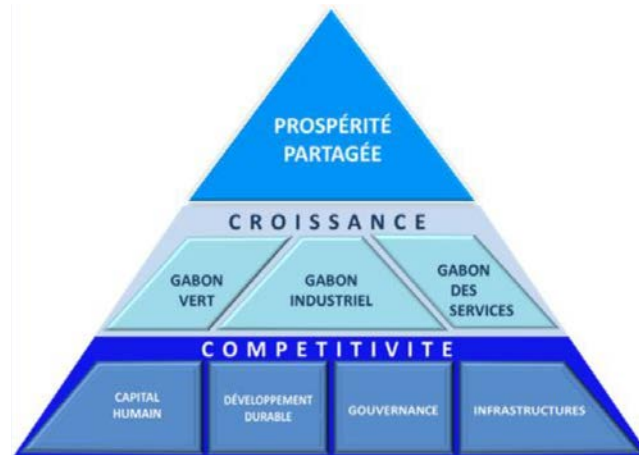 PROSPÉRITÉ
PARTAGÉE
CROISSANCE
GABON
VERT
GABON
INDUSTRIEL
GABON
DES
SERVICES
COMPETITIVITE
CAPITAL
HUMAIN
DÉVELOPPEMENT
DURABLE
GOUVERNANCE
INFRASTRUCTURES